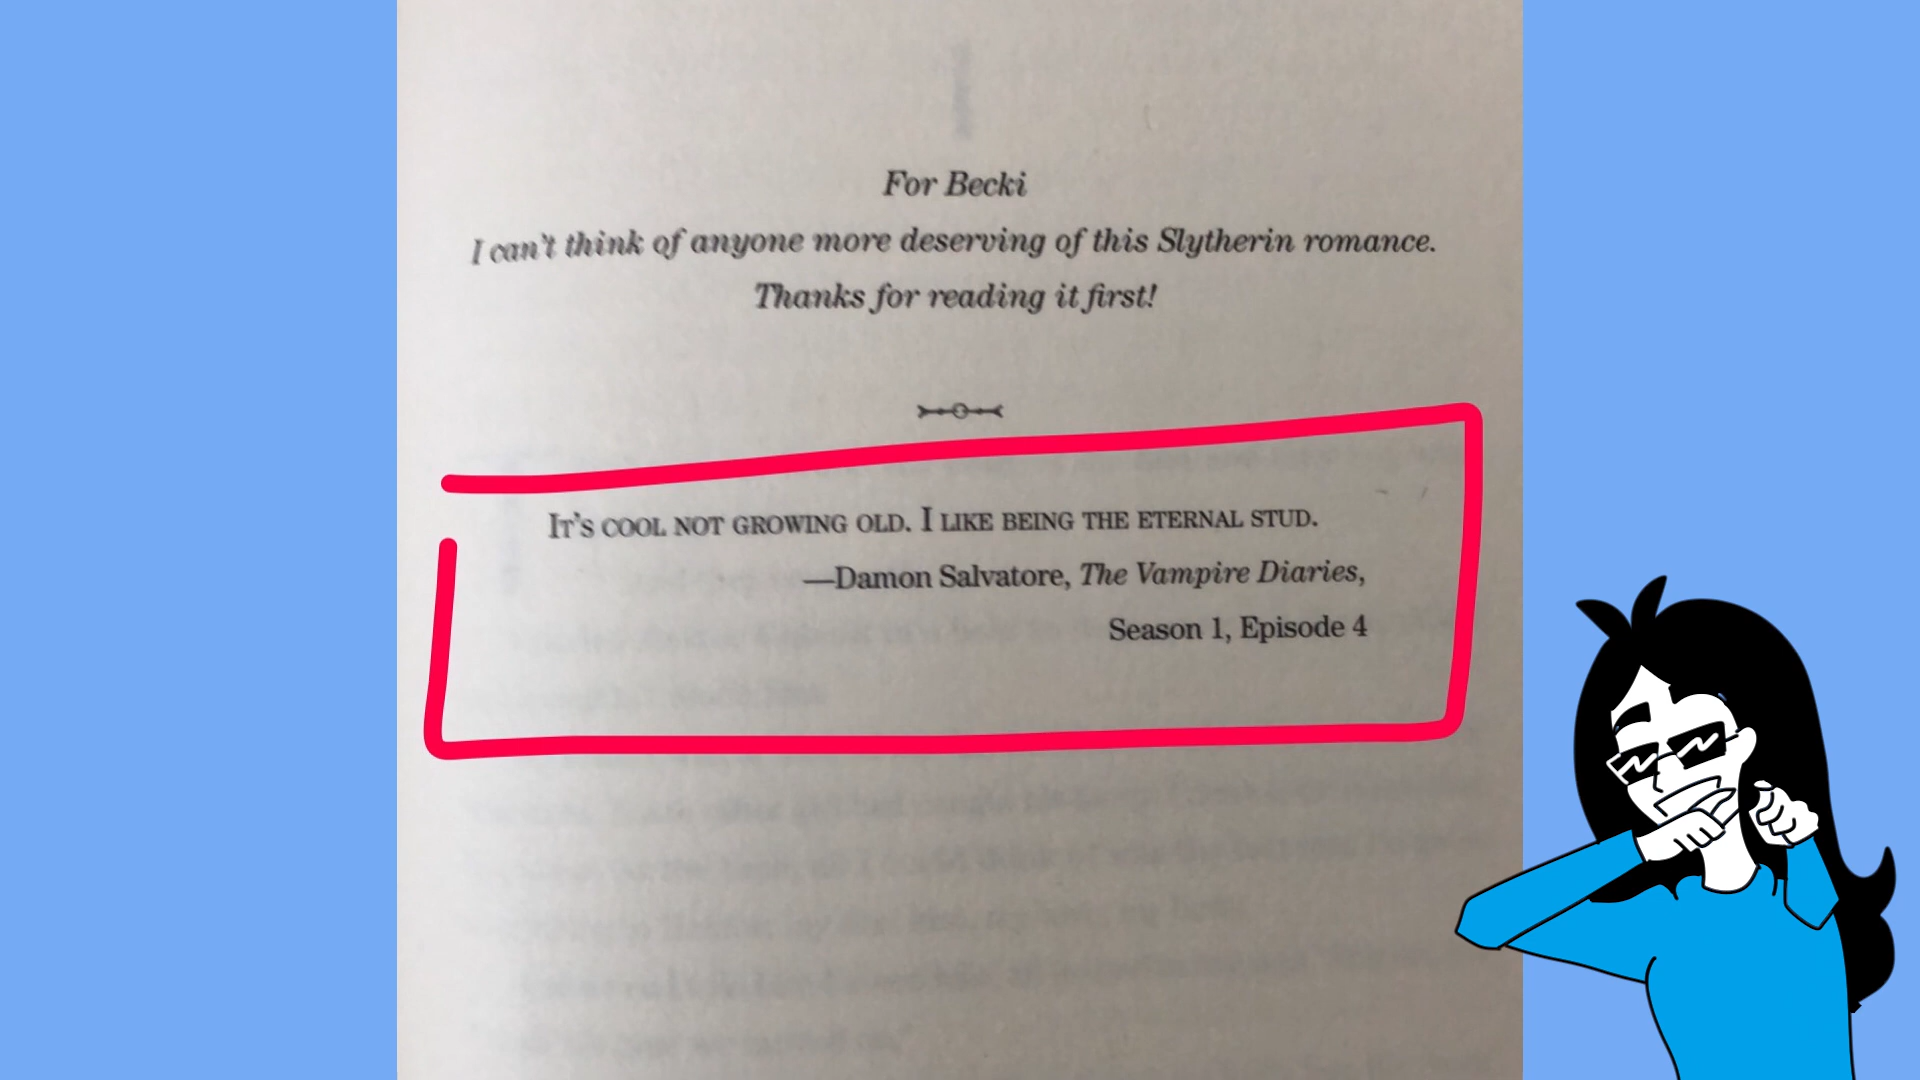 For Becki
I can't think of anyone more deserving of this Slytherin romance.
Thanks for reading it first!
It's cool not growing old. I like being the eternal stud.
—Damon Salvatore, The Vampire Diaries,
Season 1, Episode 4